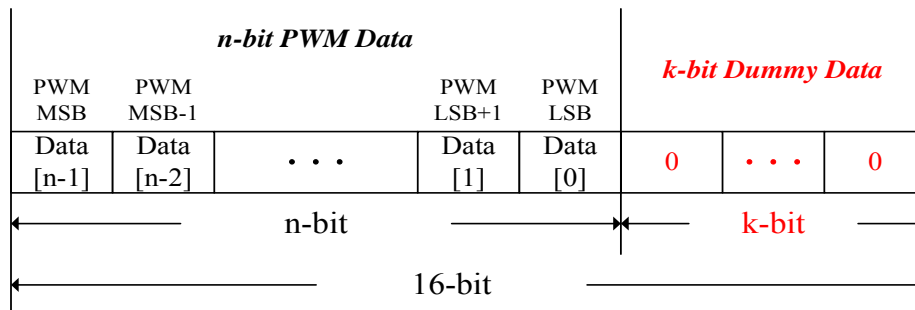 n-bit PWM Data
k-bit Dummy Data
PWM MSB
PWM MSB-1
PWM LSB+1
PWM LSB
Data [n-1]
Data [n-2]
. . .
Data [1]
Data [0]
0
. . .
0
n-bit
k-bit
16-bit